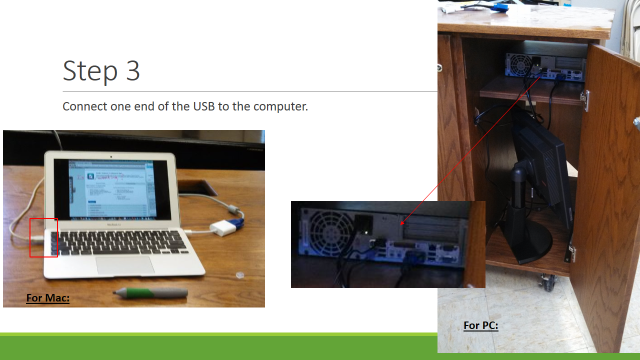 Step 3
Connect one end of the USB to the computer.
For Mac:
For PC: